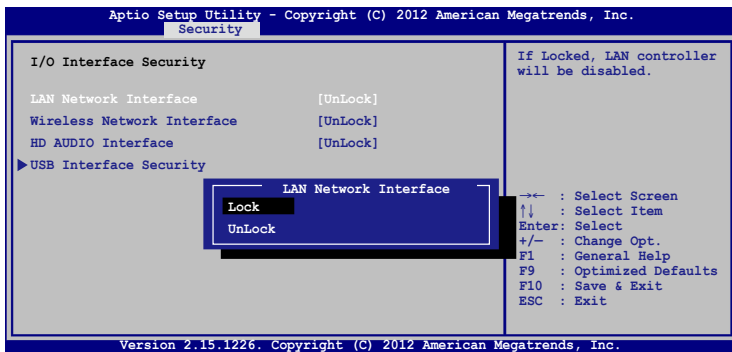 Aptio Setup Utility - Copyright (C) 2012 American Megatrends, Inc.
Security
I/O Interface Security
LAN Network Interface [UnLock]
Wireless Network Interface [UnLock]
HD AUDIO Interface [UnLock]
USB Interface Security
LAN Network Interface
Lock
UnLock
If Locked, LAN controller
will be disabled.
→← : Select Screen
↑↓ : Select Item
Enter: Select
+/— : Change Opt.
F1 : General Help
F9 : Optimized Defaults
F10 : Save & Exit
ESC : Exit
Version 2.15.1226. Copyright (C) 2012 American Megatrends, Inc.